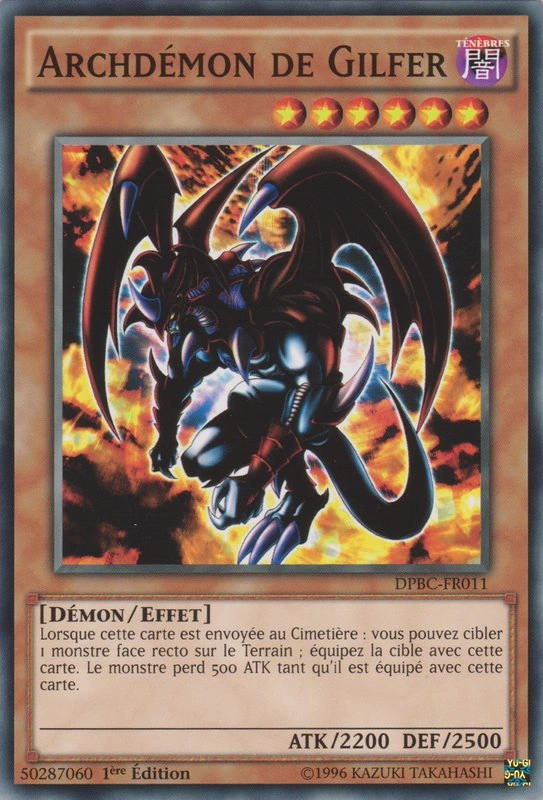 ARCHDÉMON DE GILFER
TÉNÈBRES
闇
DPBC-FR011
[DÉMON/EFFET]
Lorsque cette carte est envoyée au Cimetière : vous pouvez cibler
1 monstre face recto sur le Terrain ; équipez la cible avec cette
carte. Le monstre perd 500 ATK tant qu'il est équipé avec cette
carte.
ATK/2200 DEF/2500
50287060 1ère Édition
©1996 KAZUKI TAKAHASHI